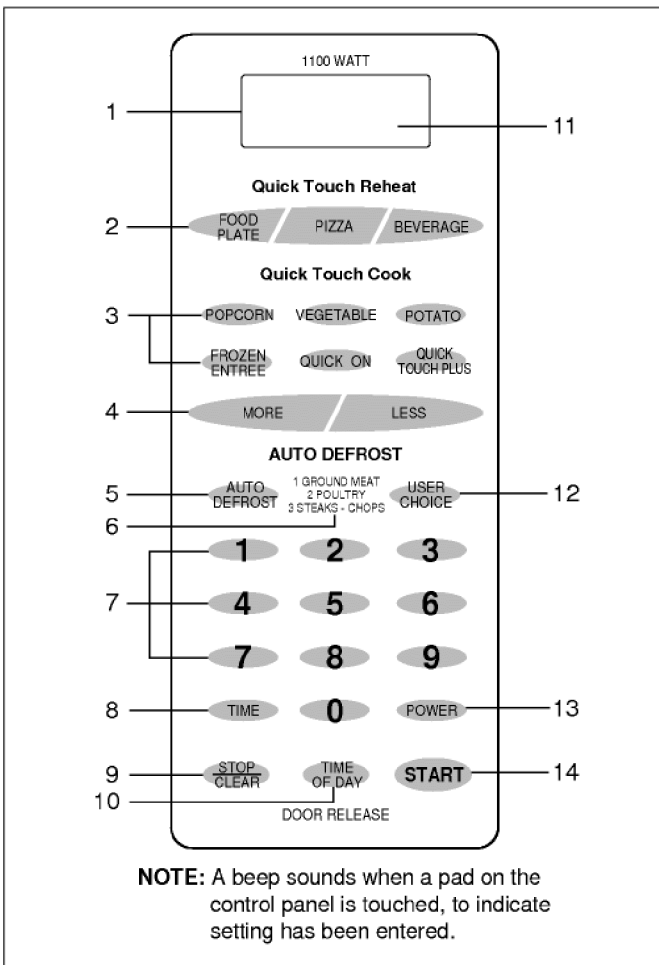 1100 WATT
1
11
Quick Touch Reheat
2
FOOD PLATE
PIZZA
BEVERAGE
Quick Touch Cook
3
POPCORN
VEGETABLE
POTATO
FROZEN ENTREE
QUICK ON
QUICK TOUCH PLUS
4
MORE
LESS
AUTO DEFROST
5
AUTO DEFROST
1 GROUND MEAT
2 POULTRY
3 STEAKS - CHOPS
USER CHOICE
12
6
1
2
3
7
4
5
6
7
8
9
8
TIME
0
POWER
13
9
STOP
CLEAR
TIME OF DAY
START
14
10
DOOR RELEASE
NOTE: A beep sounds when a pad on the
control panel is touched, to indicate
setting has been entered.